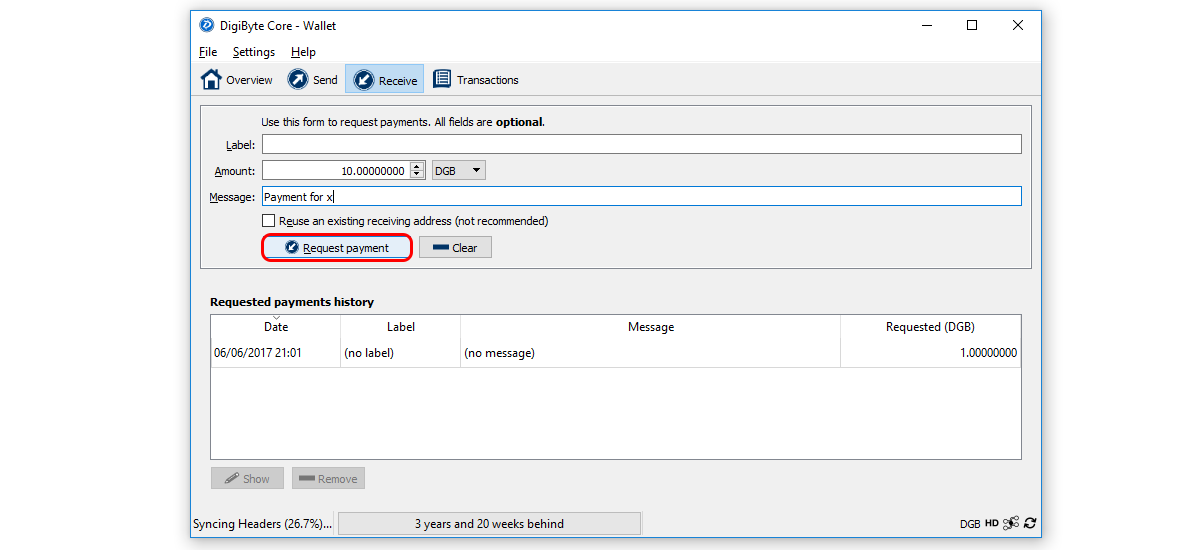 DigiByte Core - Wallet
File Settings Help
Overview Send Receive Transactions
Use this form to request payments. All fields are optional.
Label:
Amount: 10.00000000 DGB
Message: Payment for x
Reuse an existing receiving address (not recommended)
Request payment Clear
Requested payments history
Date Label Message Requested (DGB)
06/06/2017 21:01 (no label) (no message) 1.00000000
Show Remove
Syncing Headers (26.7%)... 3 years and 20 weeks behind DGB HD